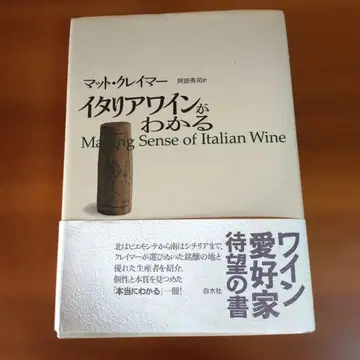 マット・クレイマー 阿部秀司訳
イタリアワインが
わかる
Making Sense of Italian Wine
北はピエモンテから南はシチリアまで、
クレイマーが選びぬいた銘醸の地と
優れた生産者を紹介。
個性と本質を見つめた
「本当にわかる」一冊!
ワイン
愛好家
待望の書
白水社